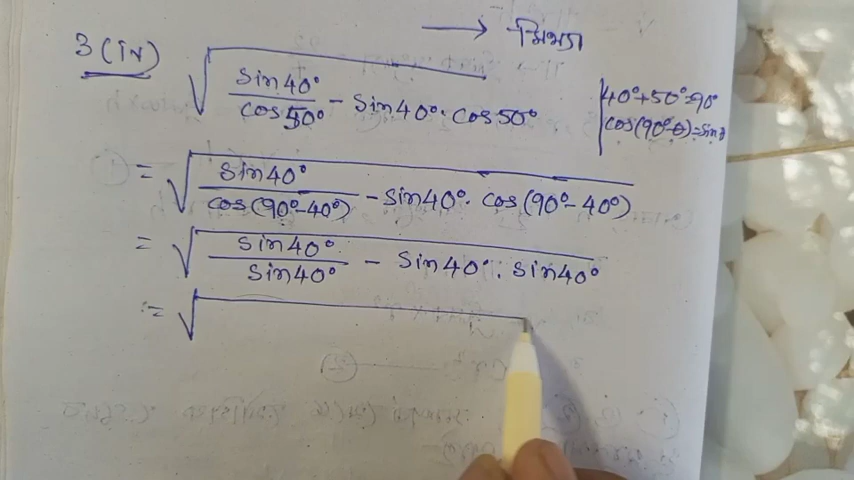 3 (iv)
√(sin40°/cos50° - sin40°·cos50°)
40°+50°=90°
cos(90°-θ)=sinθ
= √(sin40°/cos(90°-40°) - sin40°·cos(90°-40°))
= √(sin40°/sin40° - sin40°·sin40°)
= √